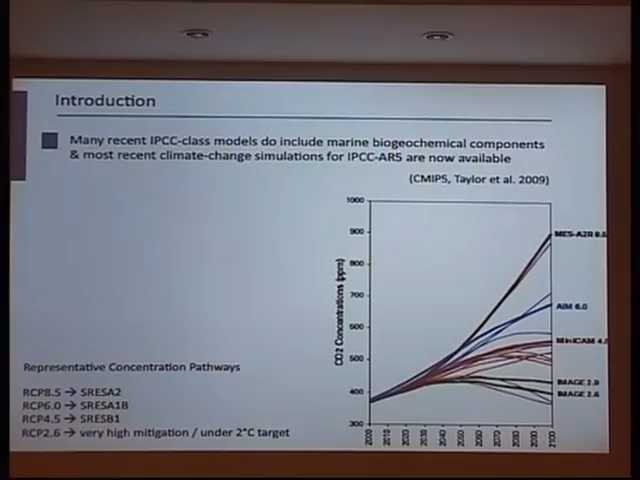 Introduction
Many recent IPCC-class models do include marine biogeochemical components
& most recent climate-change simulations for IPCC-AR5 are now available
(CMIP5, Taylor et al. 2009)
1000
900
800
700
600
500
400
300
CO2 Concentrations (ppm)
MES-A2R 8.5
AIM 6.0
MiniCAM 4.5
IMAGE 2.9
IMAGE 2.6
2000
2010
2020
2030
2040
2050
2060
2070
2080
2090
2100
Representative Concentration Pathways
RCP8.5 → SRESA2
RCP6.0 → SRESA1B
RCP4.5 → SRESB1
RCP2.6 → very high mitigation / under 2°C target